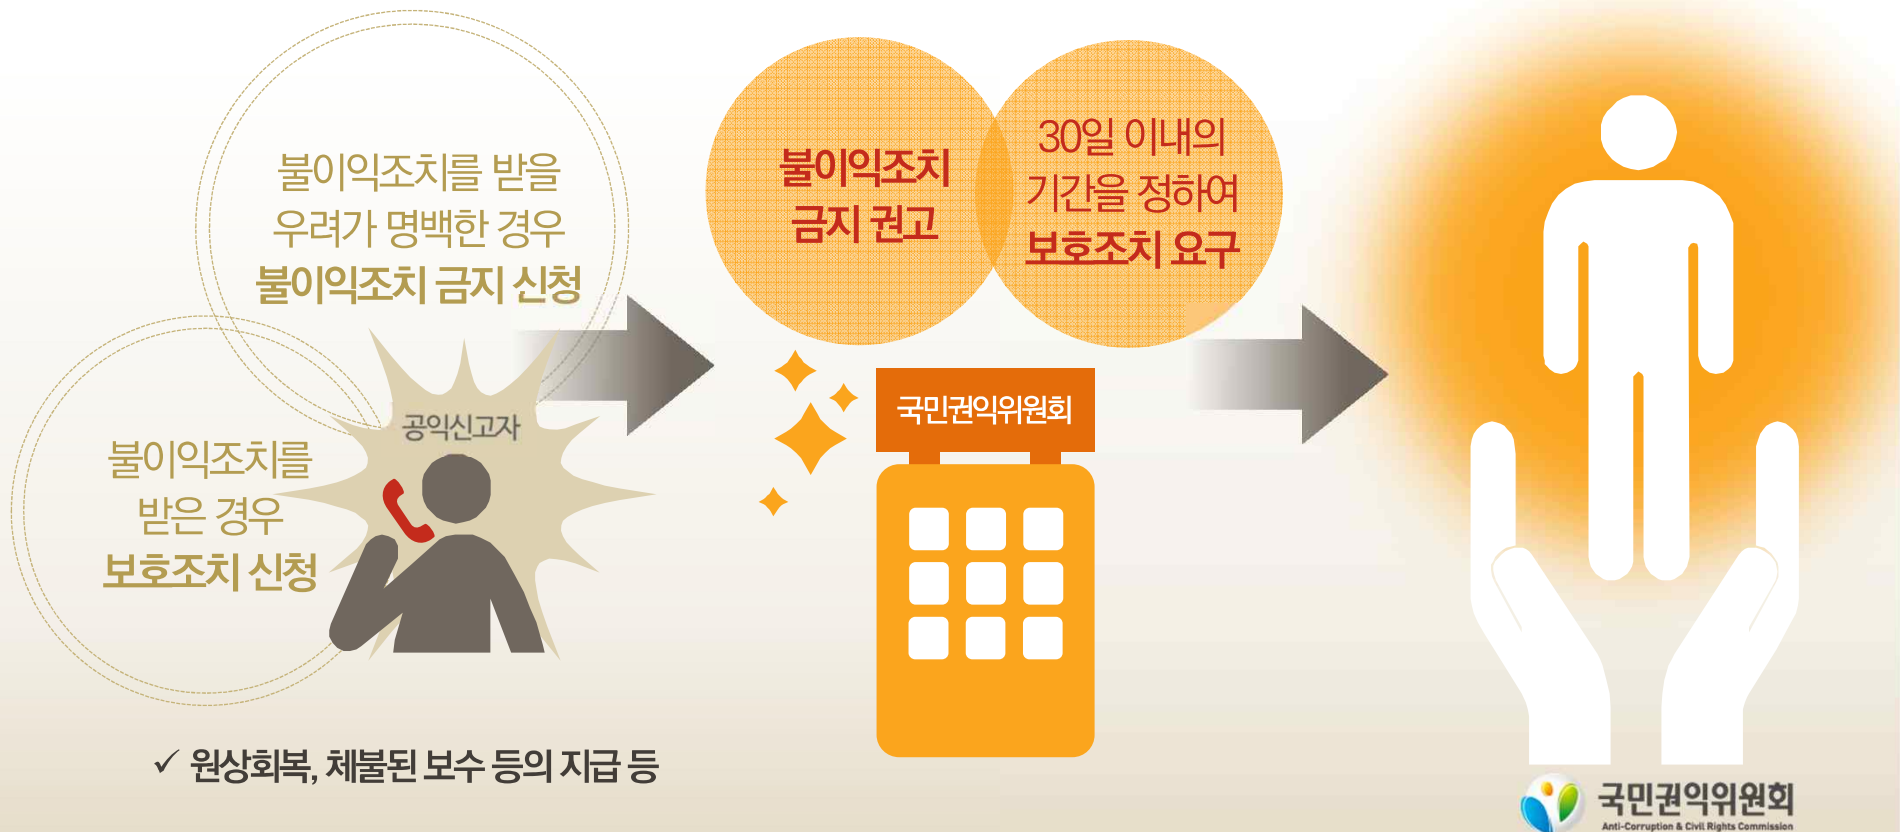 불이익조치를 받을
우려가 명백한 경우
불이익조치 금지 신청
불이익조치를
받은 경우
보호조치 신청
공익신고자
불이익조치
금지 권고
30일 이내의
기간을 정하여
보호조치 요구
국민권익위원회
✓ 원상회복, 체불된 보수 등의 지급 등
국민권익위원회
Anti-Corruption & Civil Rights Commission